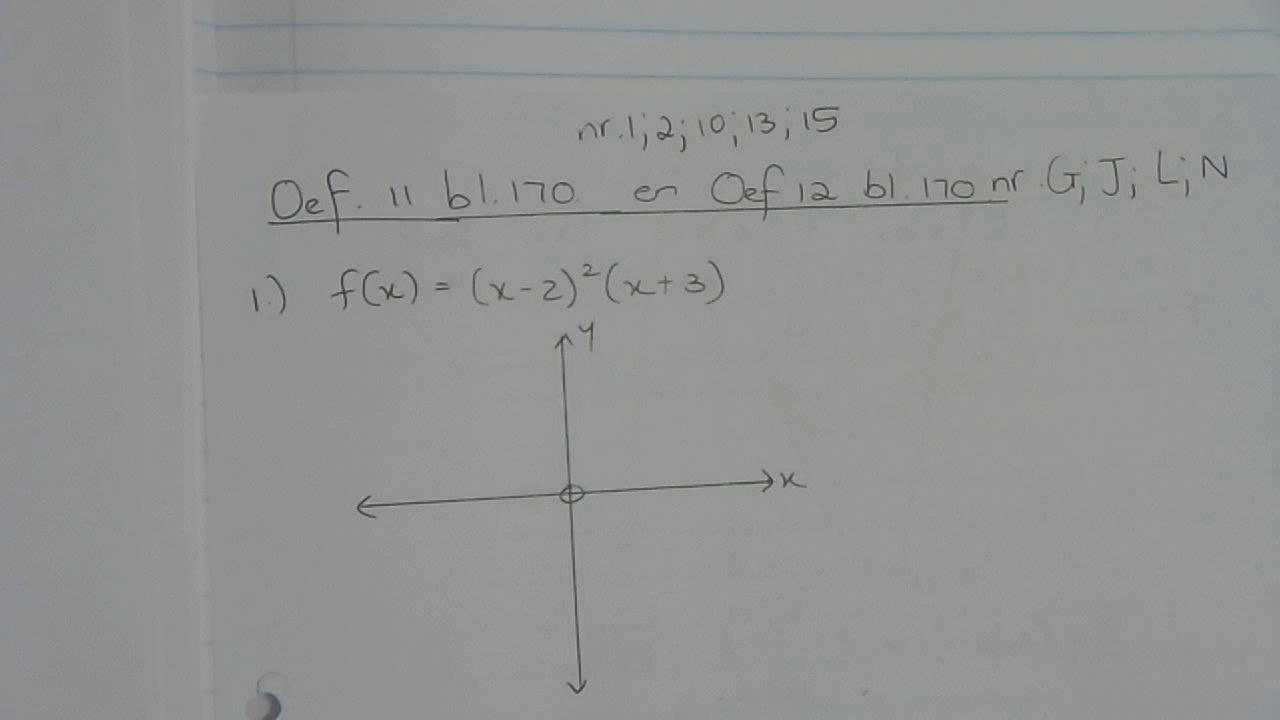 nr.1; 2; 10; 13; 15
Oef. 11 bl. 170 en Oef 12 bl. 170 nr. G; J; L; N
1.) f(x) = (x-2)²(x+3)
y
x